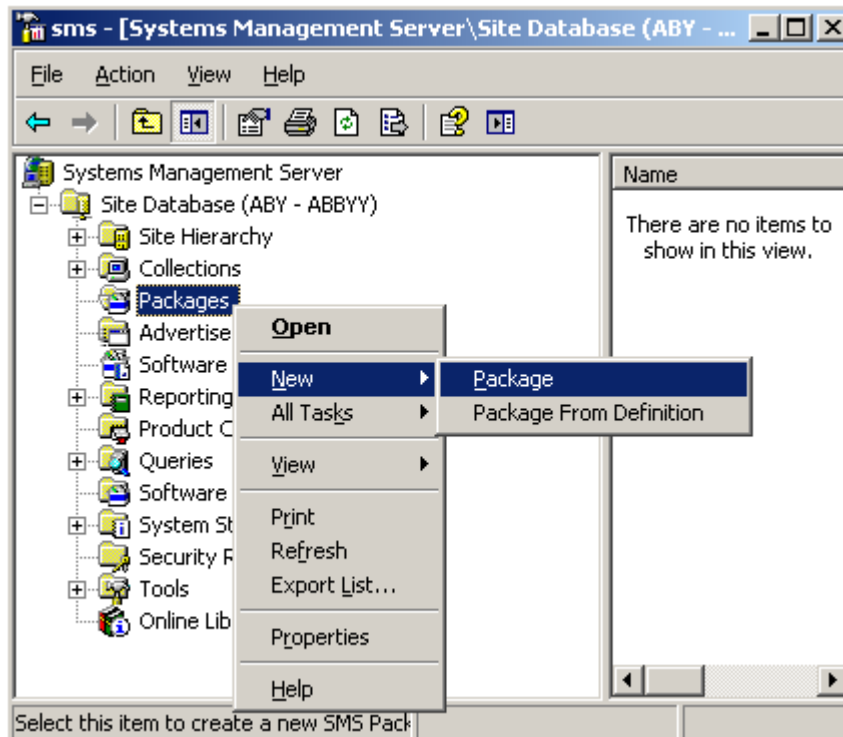 sms - [Systems Management Server\Site Database (ABY - ...
File Action View Help
Systems Management Server
Site Database (ABY - ABBYY)
Site Hierarchy
Collections
Packages
Advertise
Software
Reporting
Product C
Queries
Software
System St
Security R
Tools
Online Lib
Open
New
All Tasks
View
Print
Refresh
Export List...
Properties
Help
Package
Package From Definition
Name
There are no items to
show in this view.
Select this item to create a new SMS Pack